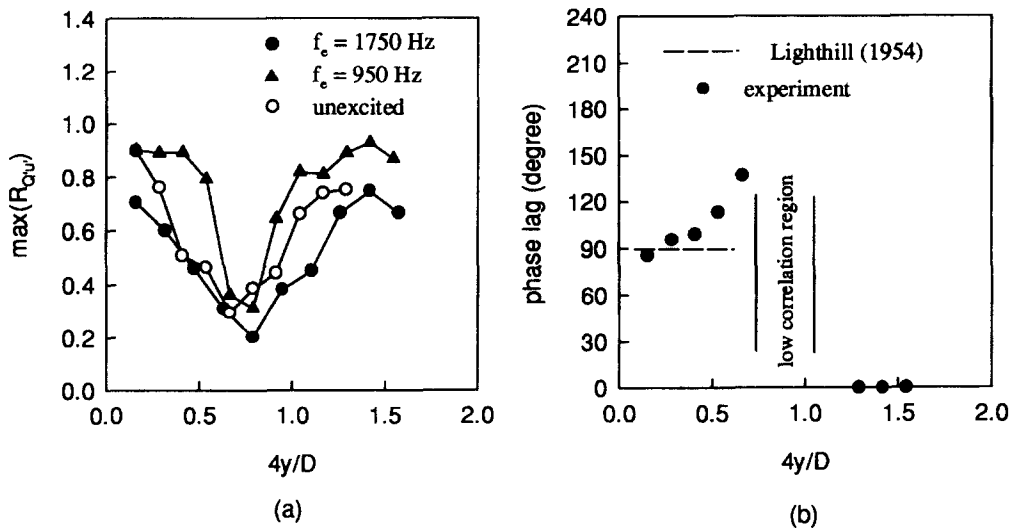 1.4
1.2
1.0
0.8
0.6
0.4
0.2
0.0
max(R_Q'u')
f_e = 1750 Hz
f_e = 950 Hz
unexcited
0.0 0.5 1.0 1.5 2.0
4y/D
(a)
240
210
180
150
120
90
60
30
0
phase lag (degree)
Lighthill (1954)
experiment
low correlation region
0.0 0.5 1.0 1.5 2.0
4y/D
(b)